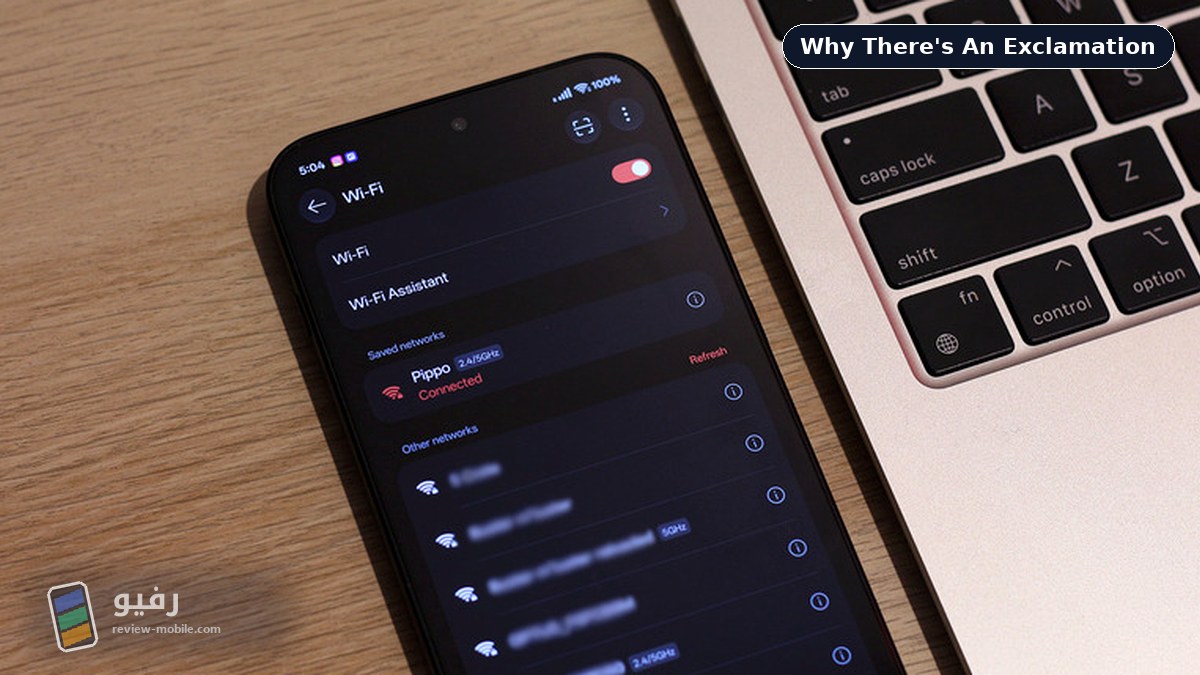 Why There's An Exclamation
5:04
100%
Wi-Fi
Wi-Fi
Wi-Fi Assistant
Saved networks
Pippo 2.4/5GHz
Connected
Refresh
Other networks
5GHz
2.4/5GHz
W
tab
A
S
caps lock
Z
shift
fn
control
option
رفيو
review-mobile.com